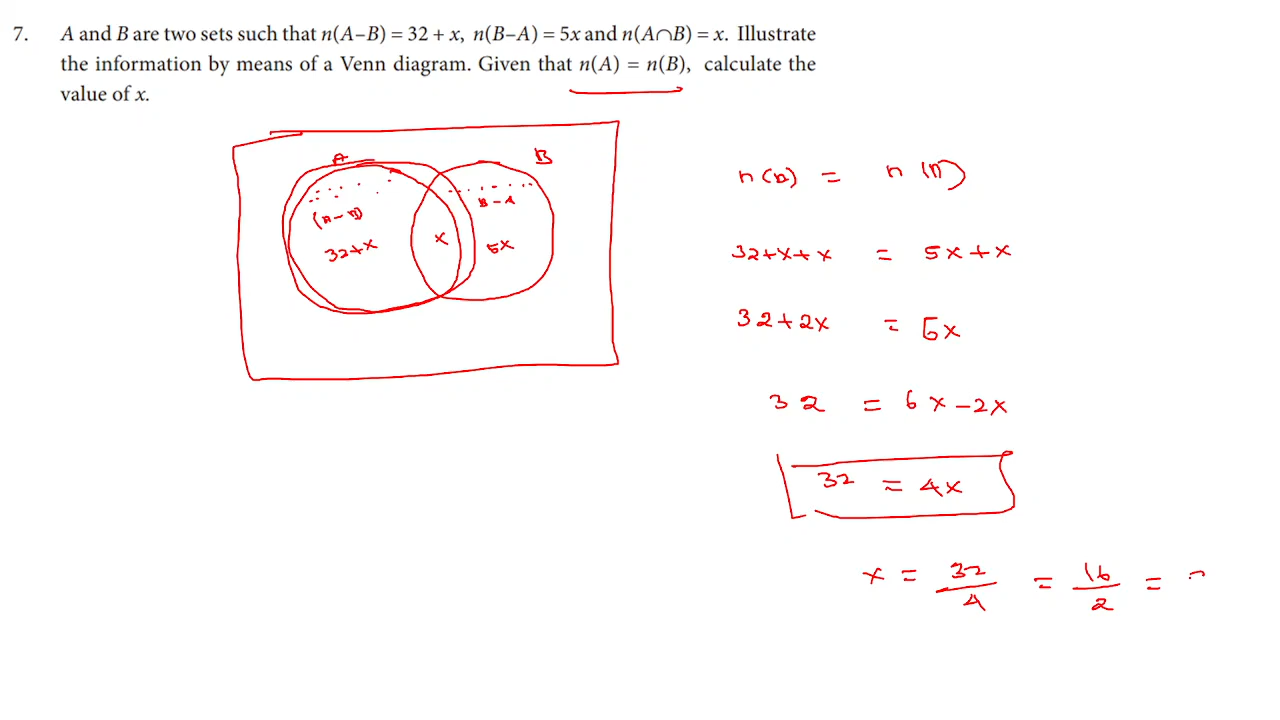 7. A and B are two sets such that n(A–B) = 32 + x, n(B–A) = 5x and n(A∩B) = x. Illustrate
the information by means of a Venn diagram. Given that n(A) = n(B), calculate the
value of x.
A
B
(A-B)
B-A
32+x
x
5x
n(A) = n(B)
32+x+x = 5x+x
32+2x = 6x
32 = 6x-2x
32 = 4x
x = 32/4 = 16/2 =